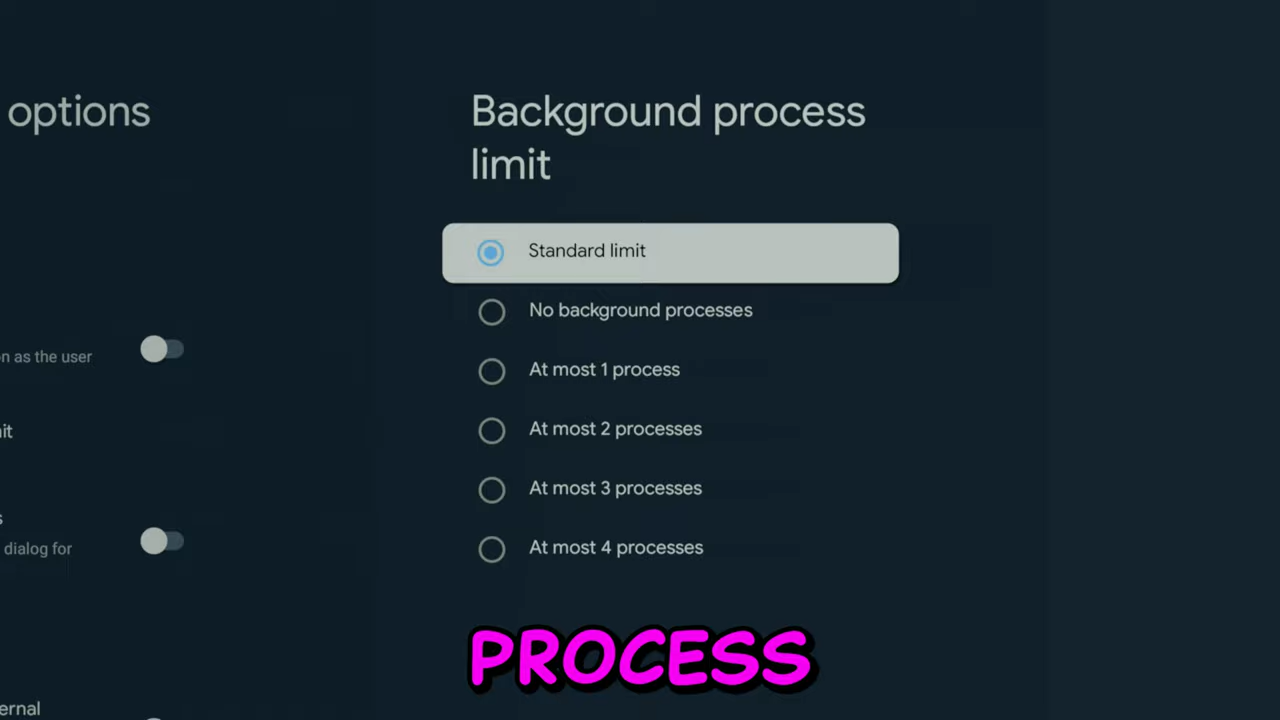 options
Background process
limit
Standard limit
No background processes
At most 1 process
n as the user
At most 2 processes
it
At most 3 processes
s
dialog for
At most 4 processes
PROCESS
ernal